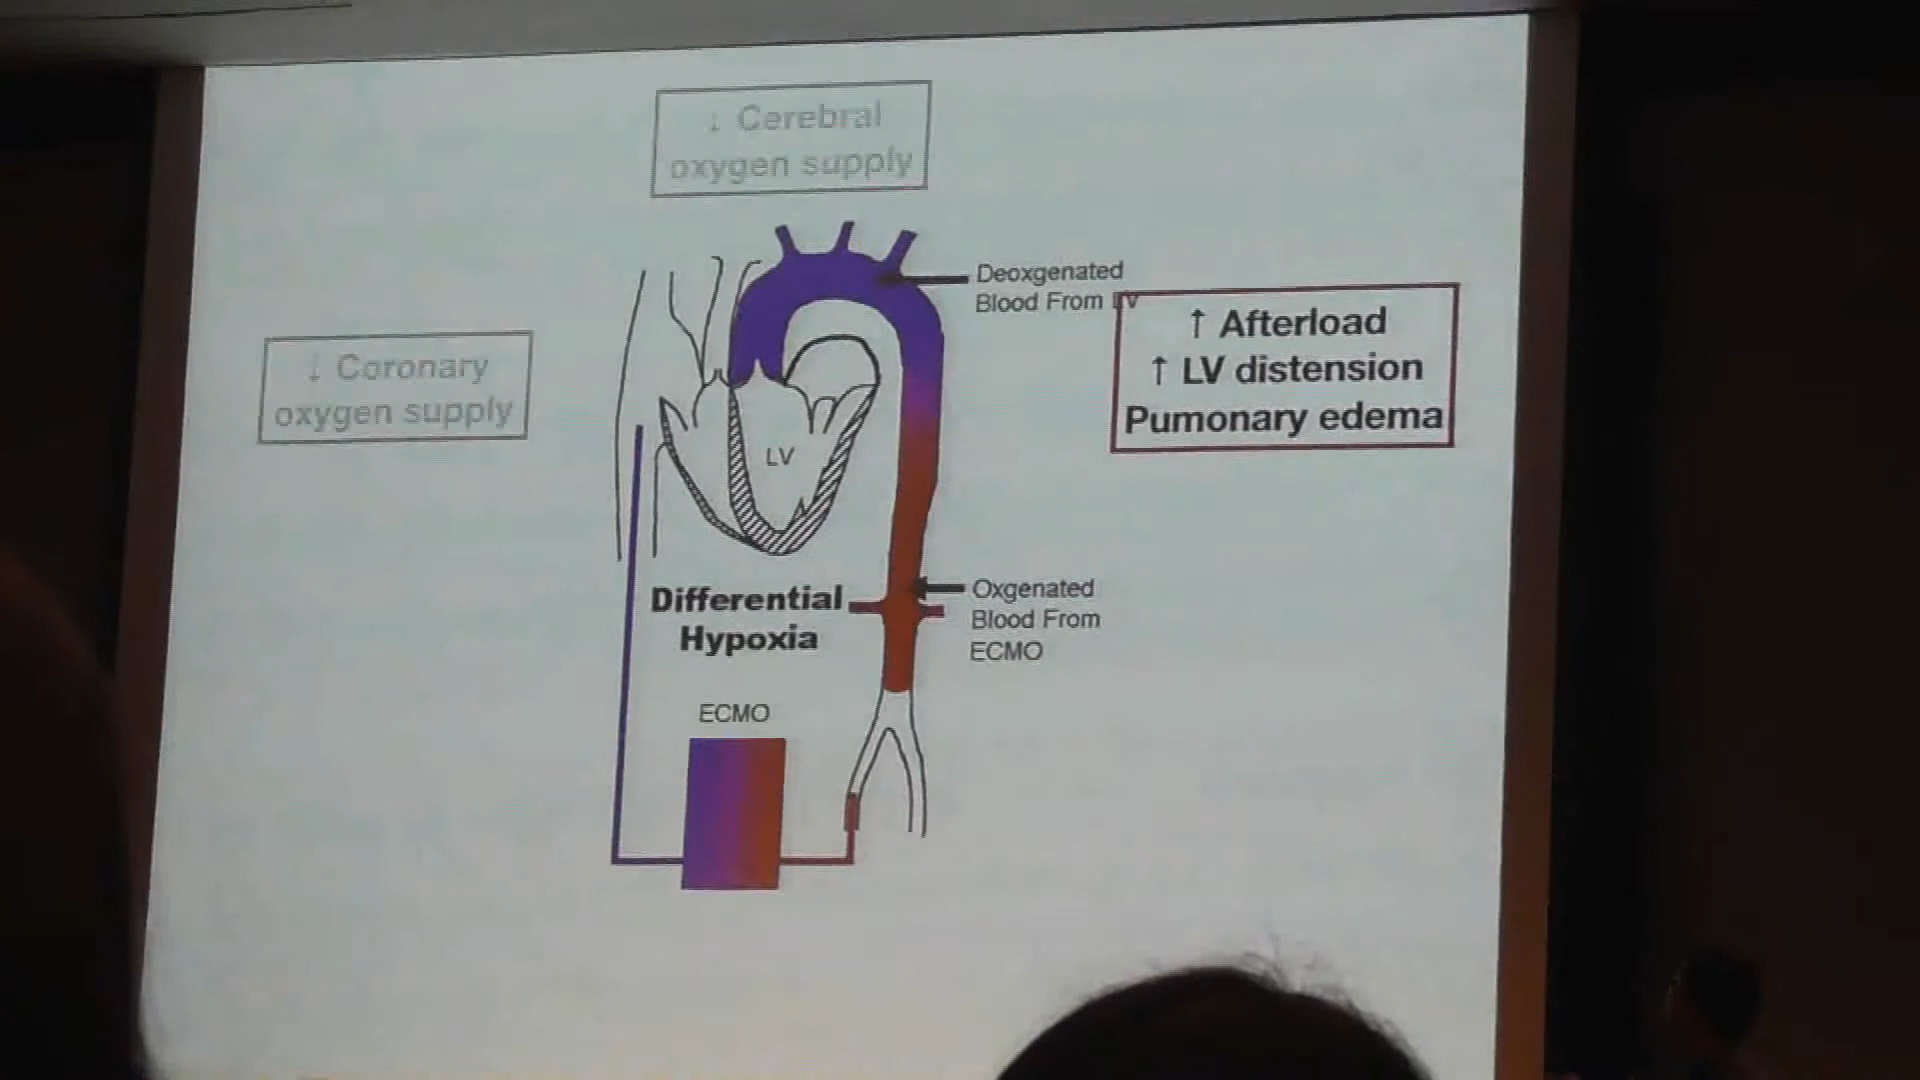 ↓ Cerebral
oxygen supply
Deoxgenated
Blood From LV
↑ Afterload
↑ LV distension
Pumonary edema
↓ Coronary
oxygen supply
LV
Differential
Hypoxia
Oxgenated
Blood From
ECMO
ECMO